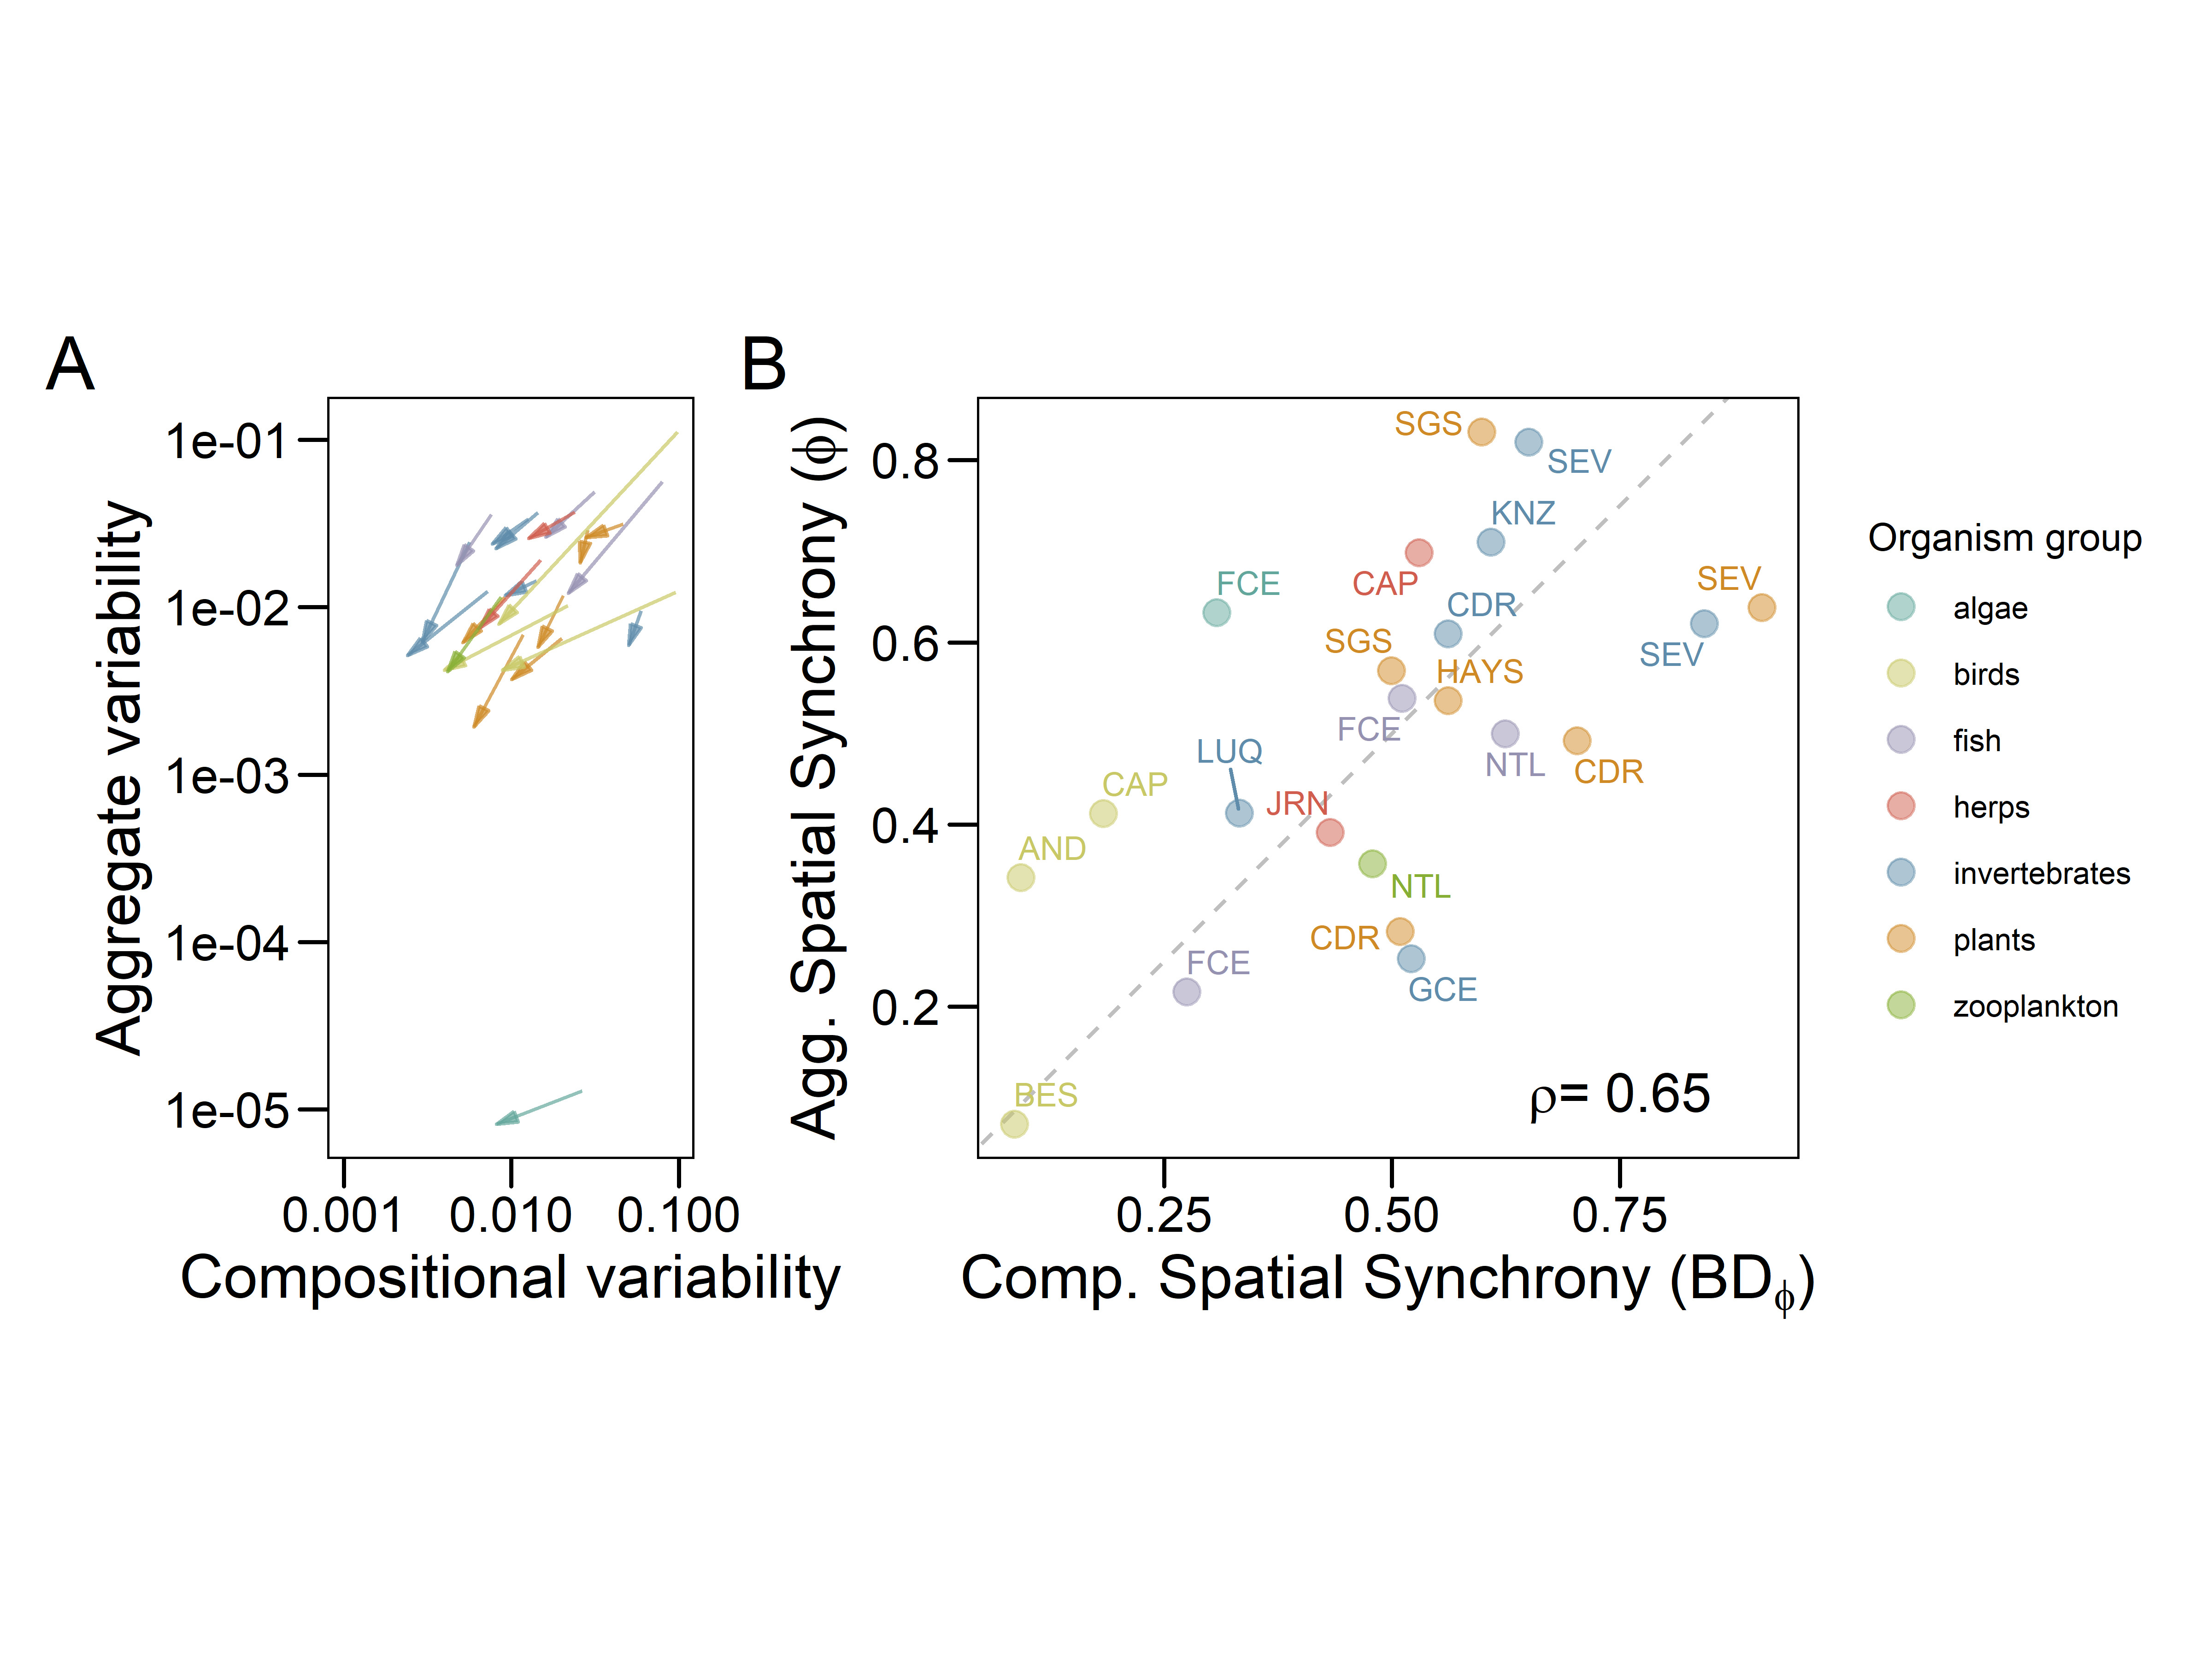 A
B
Aggregate variability
1e-01
1e-02
1e-03
1e-04
1e-05
0.001
0.010
0.100
Compositional variability
Agg. Spatial Synchrony (ϕ)
0.8
0.6
0.4
0.2
SGS
SEV
KNZ
CAP
FCE
SEV
CDR
SGS
SEV
HAYS
FCE
LUQ
NTL
CDR
CAP
JRN
AND
NTL
CDR
FCE
GCE
BES
ρ= 0.65
0.25
0.50
0.75
Comp. Spatial Synchrony (BDϕ)
Organism group
algae
birds
fish
herps
invertebrates
plants
zooplankton